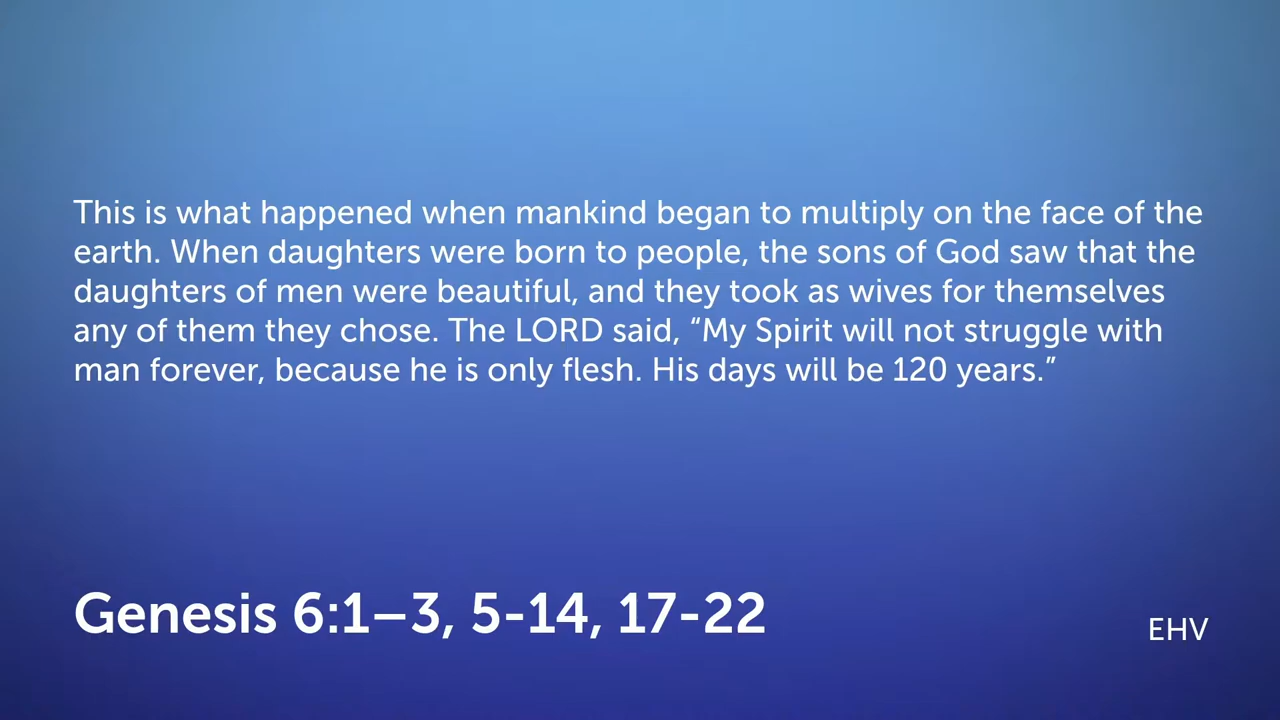 This is what happened when mankind began to multiply on the face of the
earth. When daughters were born to people, the sons of God saw that the
daughters of men were beautiful, and they took as wives for themselves
any of them they chose. The LORD said, “My Spirit will not struggle with
man forever, because he is only flesh. His days will be 120 years.”
Genesis 6:1–3, 5-14, 17-22
EHV